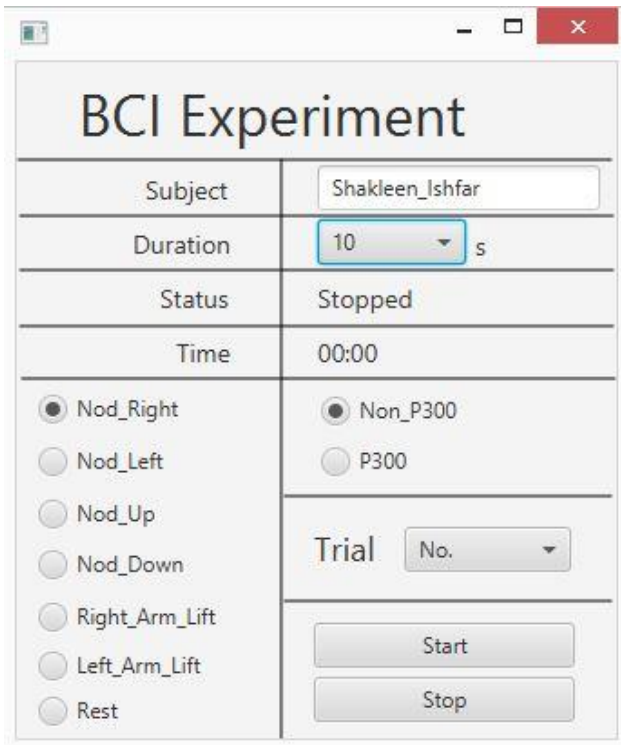 BCI Experiment
Subject Shakleen_Ishfar
Duration 10 s
Status Stopped
Time 00:00
Nod_Right
Nod_Left
Nod_Up
Nod_Down
Right_Arm_Lift
Left_Arm_Lift
Rest
Non_P300
P300
Trial No.
Start
Stop